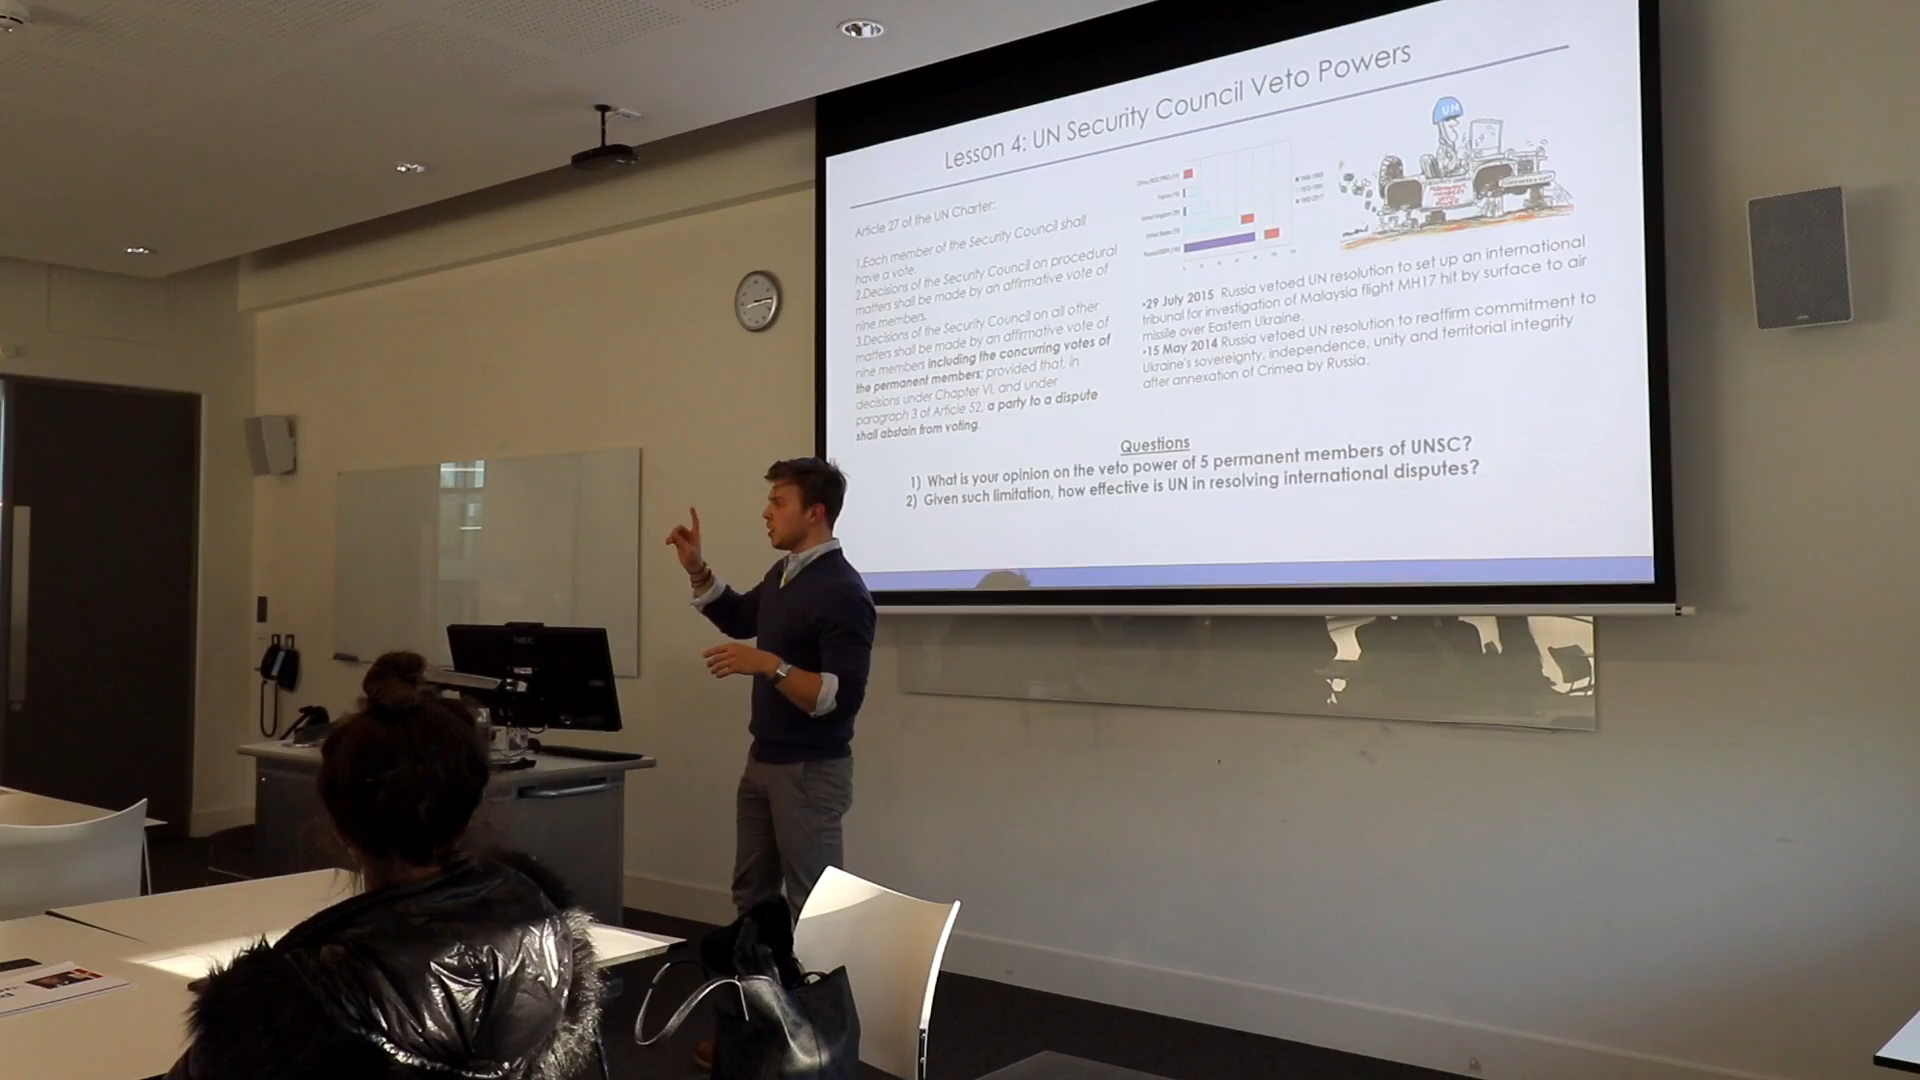 Lesson 4: UN Security Council Veto Powers
Article 27 of the UN Charter:
1.Each member of the Security Council shall
have a vote.
2.Decisions of the Security Council on procedural
matters shall be made by an affirmative vote of
nine members.
3.Decisions of the Security Council on all other
matters shall be made by an affirmative vote of
nine members including the concurring votes of
the permanent members; provided that, in
decisions under Chapter VI, and under
paragraph 3 of Article 52, a party to a dispute
shall abstain from voting.
UN
•29 July 2015 Russia vetoed UN resolution to set up an international
tribunal for investigation of Malaysia flight MH17 hit by surface to air
missile over Eastern Ukraine.
•15 May 2014 Russia vetoed UN resolution to reaffirm commitment to
Ukraine's sovereignty, independence, unity and territorial integrity
after annexation of Crimea by Russia.
Questions
1) What is your opinion on the veto power of 5 permanent members of UNSC?
2) Given such limitation, how effective is UN in resolving international disputes?
NEC